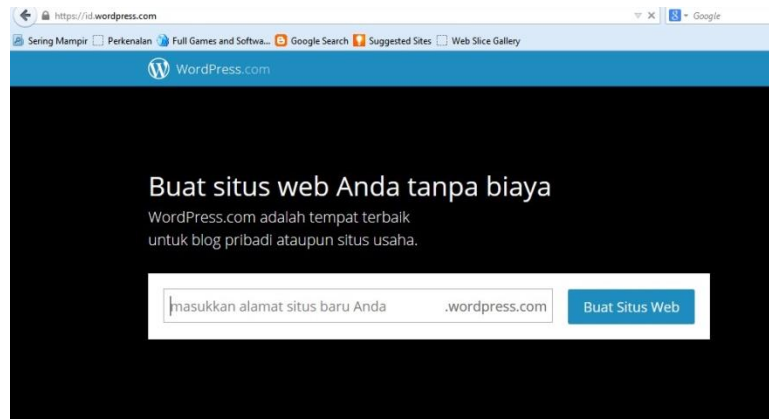 https://id.wordpress.com
Google
Sering Mampir Perkenalan Full Games and Softwa... Google Search Suggested Sites Web Slice Gallery
WordPress.com
Buat situs web Anda tanpa biaya
WordPress.com adalah tempat terbaik
untuk blog pribadi ataupun situs usaha.
masukkan alamat situs baru Anda .wordpress.com Buat Situs Web